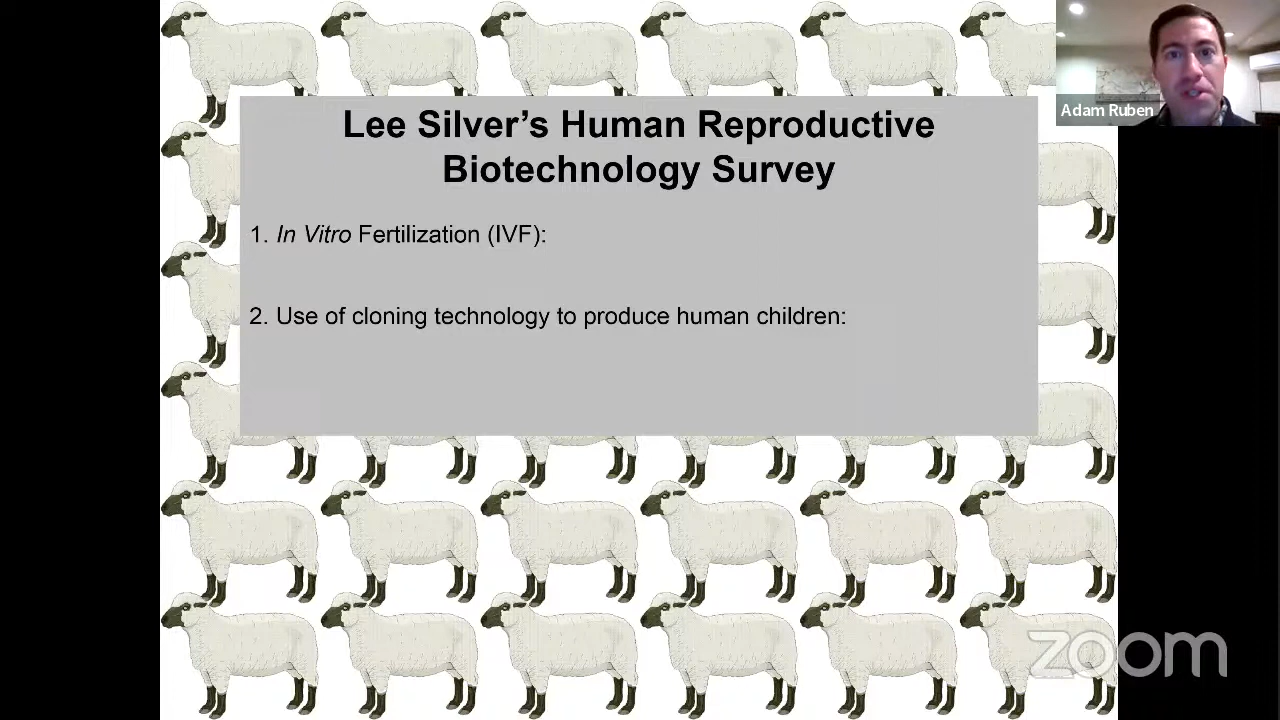 Lee Silver’s Human Reproductive
Biotechnology Survey
1. In Vitro Fertilization (IVF):
2. Use of cloning technology to produce human children:
Adam Ruben
zoom